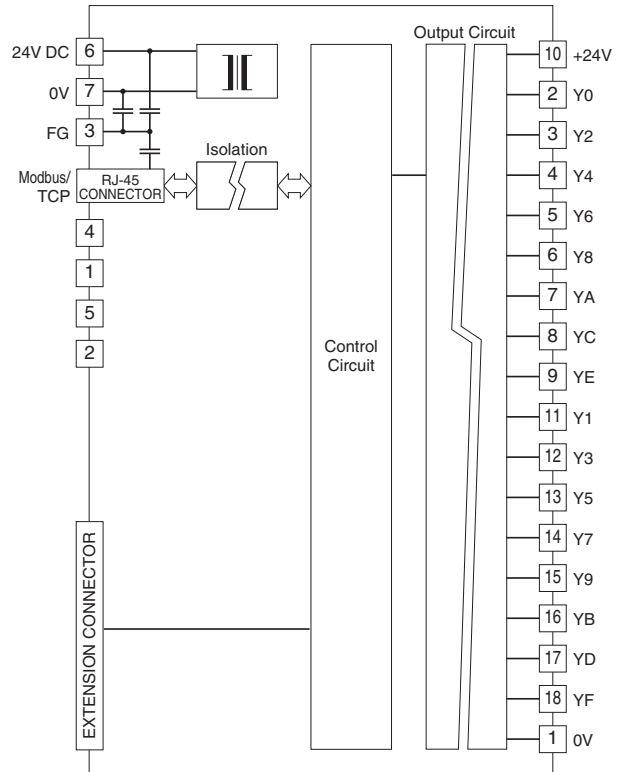 Output Circuit
24V DC 6
0V 7
FG 3
Isolation
Modbus/
TCP
RJ-45
CONNECTOR
4
1
5
2
Control
Circuit
EXTENSION CONNECTOR
10 +24V
2 Y0
3 Y2
4 Y4
5 Y6
6 Y8
7 YA
8 YC
9 YE
11 Y1
12 Y3
13 Y5
14 Y7
15 Y9
16 YB
17 YD
18 YF
1 0V